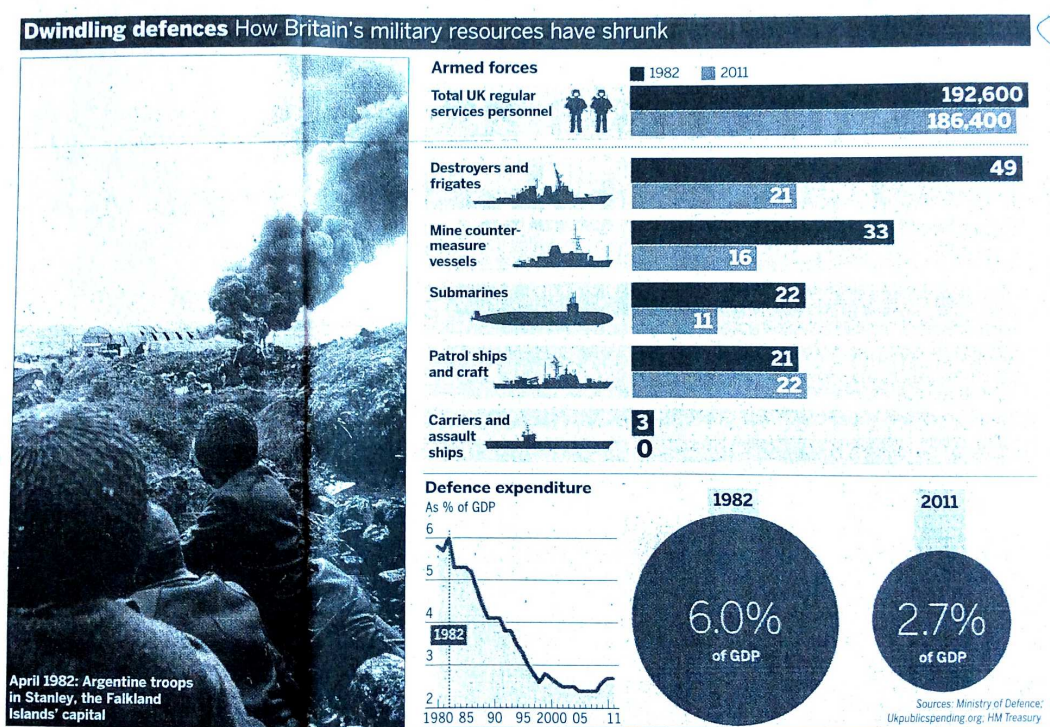 Dwindling defences How Britain's military resources have shrunk
Armed forces
1982 2011
Total UK regular
services personnel
192,600
186,400
Destroyers and
frigates
49
21
Mine counter-
measure
vessels
33
16
Submarines
22
11
Patrol ships
and craft
21
22
Carriers and
assault
ships
3
0
Defence expenditure
As % of GDP
6
5
4
3
2
1982
1980 85 90 95 2000 05 11
1982
6.0%
of GDP
2011
2.7%
of GDP
April 1982: Argentine troops
in Stanley, the Falkland
Islands' capital
Sources: Ministry of Defence;
Ukpublicspending.org; HM Treasury